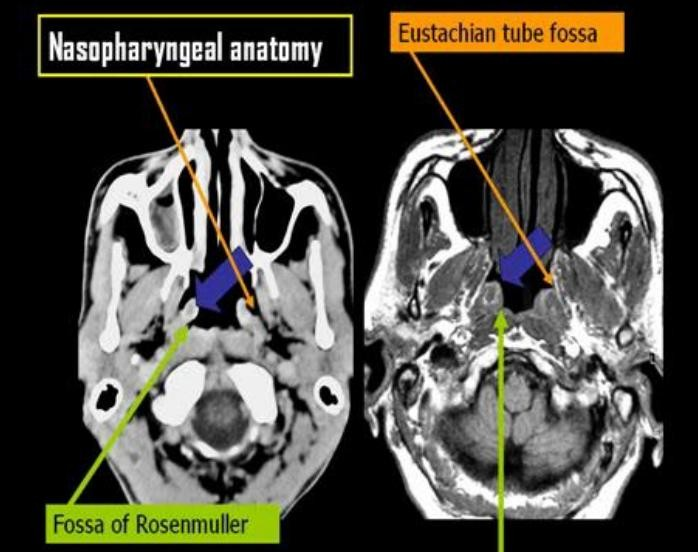 Nasopharyngeal anatomy
Eustachian tube fossa
Fossa of Rosenmuller